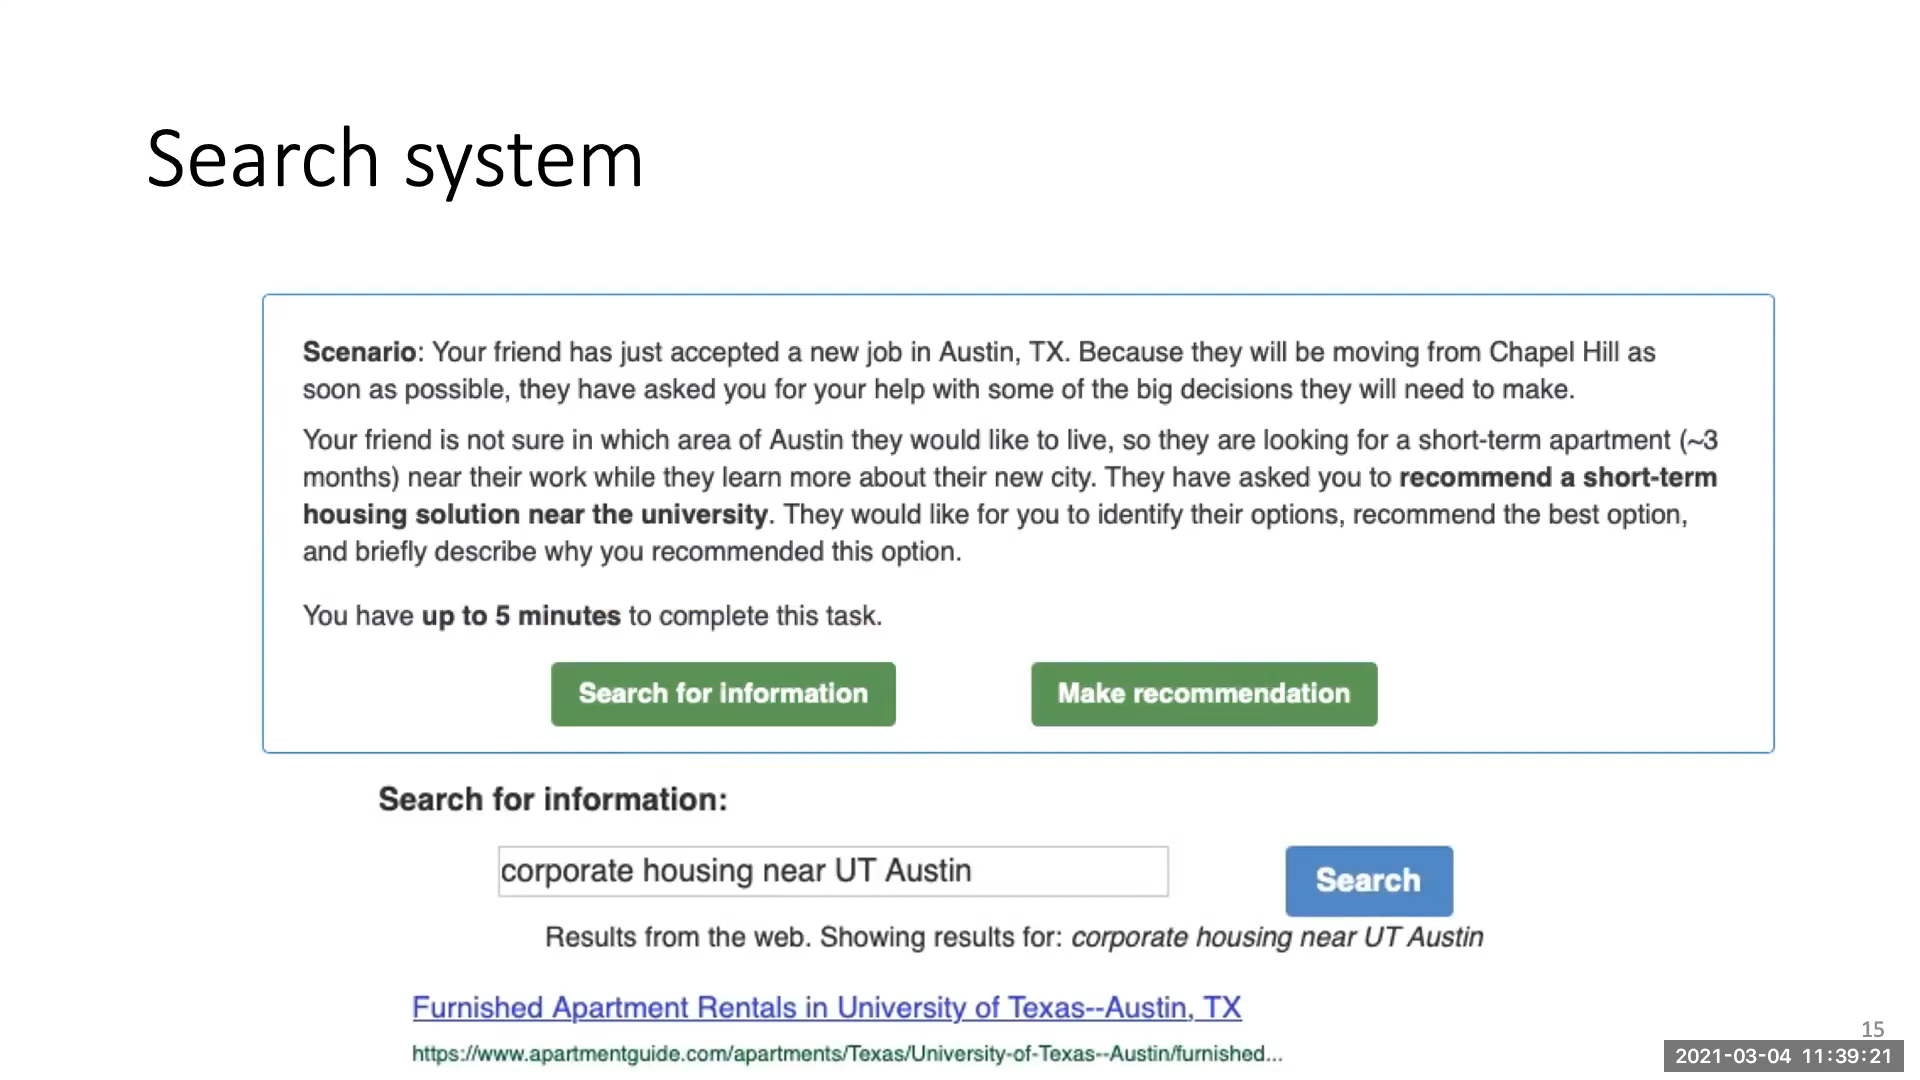 Search system
Scenario: Your friend has just accepted a new job in Austin, TX. Because they will be moving from Chapel Hill as
soon as possible, they have asked you for your help with some of the big decisions they will need to make.
Your friend is not sure in which area of Austin they would like to live, so they are looking for a short-term apartment (~3
months) near their work while they learn more about their new city. They have asked you to recommend a short-term
housing solution near the university. They would like for you to identify their options, recommend the best option,
and briefly describe why you recommended this option.
You have up to 5 minutes to complete this task.
Search for information
Make recommendation
Search for information:
corporate housing near UT Austin
Search
Results from the web. Showing results for: corporate housing near UT Austin
Furnished Apartment Rentals in University of Texas--Austin, TX
https://www.apartmentguide.com/apartments/Texas/University-of-Texas--Austin/furnished...
15
2021-03-04 11:39:21